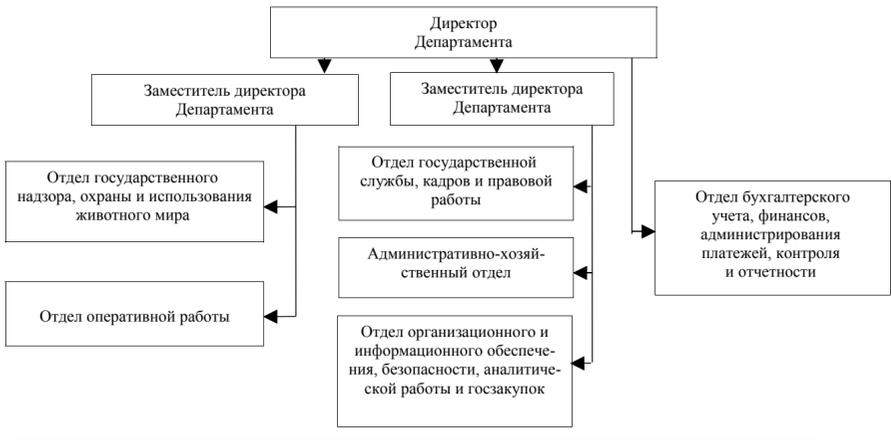 Директор
Департамента
Заместитель директора
Департамента
Заместитель директора
Департамента
Отдел государственного
надзора, охраны и использования
животного мира
Отдел оперативной работы
Отдел государственной
службы, кадров и правовой
работы
Административно-хозяй-
ственный отдел
Отдел организационного и
информационного обеспече-
ния, безопасности, аналитиче-
ской работы и госзакупок
Отдел бухгалтерского
учета, финансов,
администрирования
платежей, контроля
и отчетности